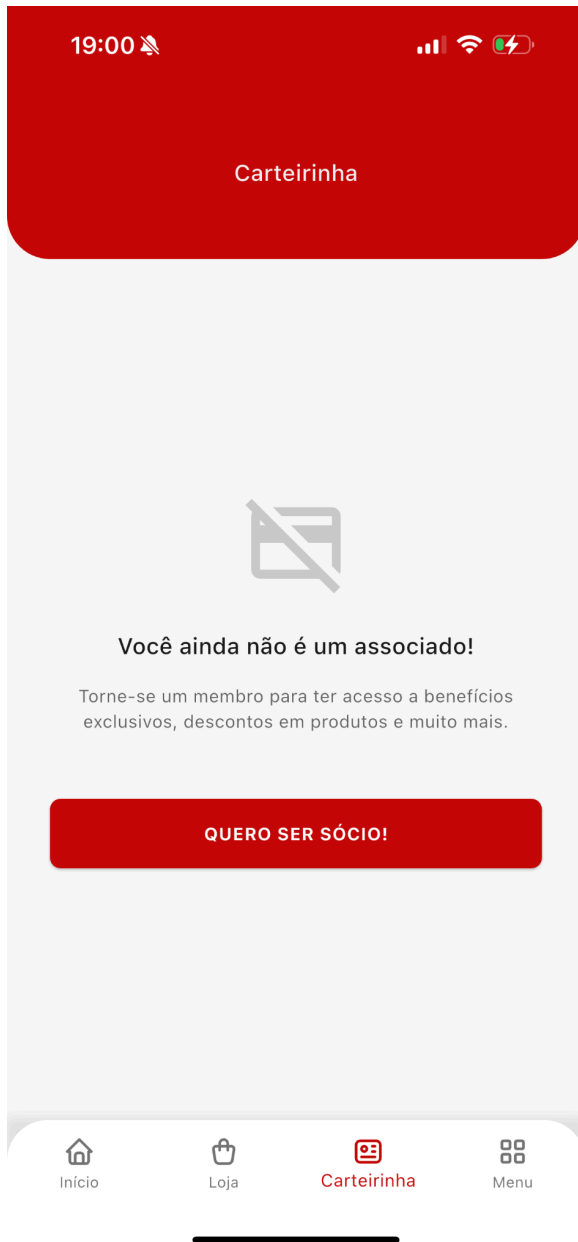 19:00
Carteirinha
Você ainda não é um associado!
Torne-se um membro para ter acesso a benefícios
exclusivos, descontos em produtos e muito mais.
QUERO SER SÓCIO!
Início
Loja
Carteirinha
Menu